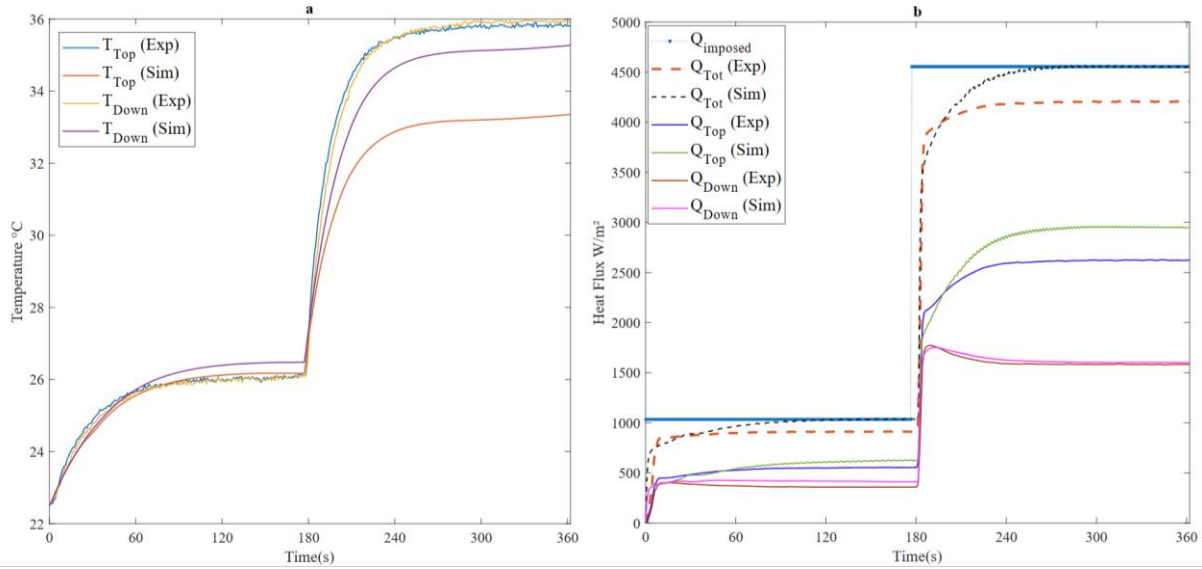 a
T_Top (Exp)
T_Top (Sim)
T_Down (Exp)
T_Down (Sim)
Temperature °C
36
34
32
30
28
26
24
22
0
60
120
180
240
300
360
Time(s)
b
Q_imposed
Q_Tot (Exp)
Q_Tot (Sim)
Q_Top (Exp)
Q_Top (Sim)
Q_Down (Exp)
Q_Down (Sim)
Heat Flux W/m²
5000
4500
4000
3500
3000
2500
2000
1500
1000
500
0
0
60
120
180
240
300
360
Time(s)